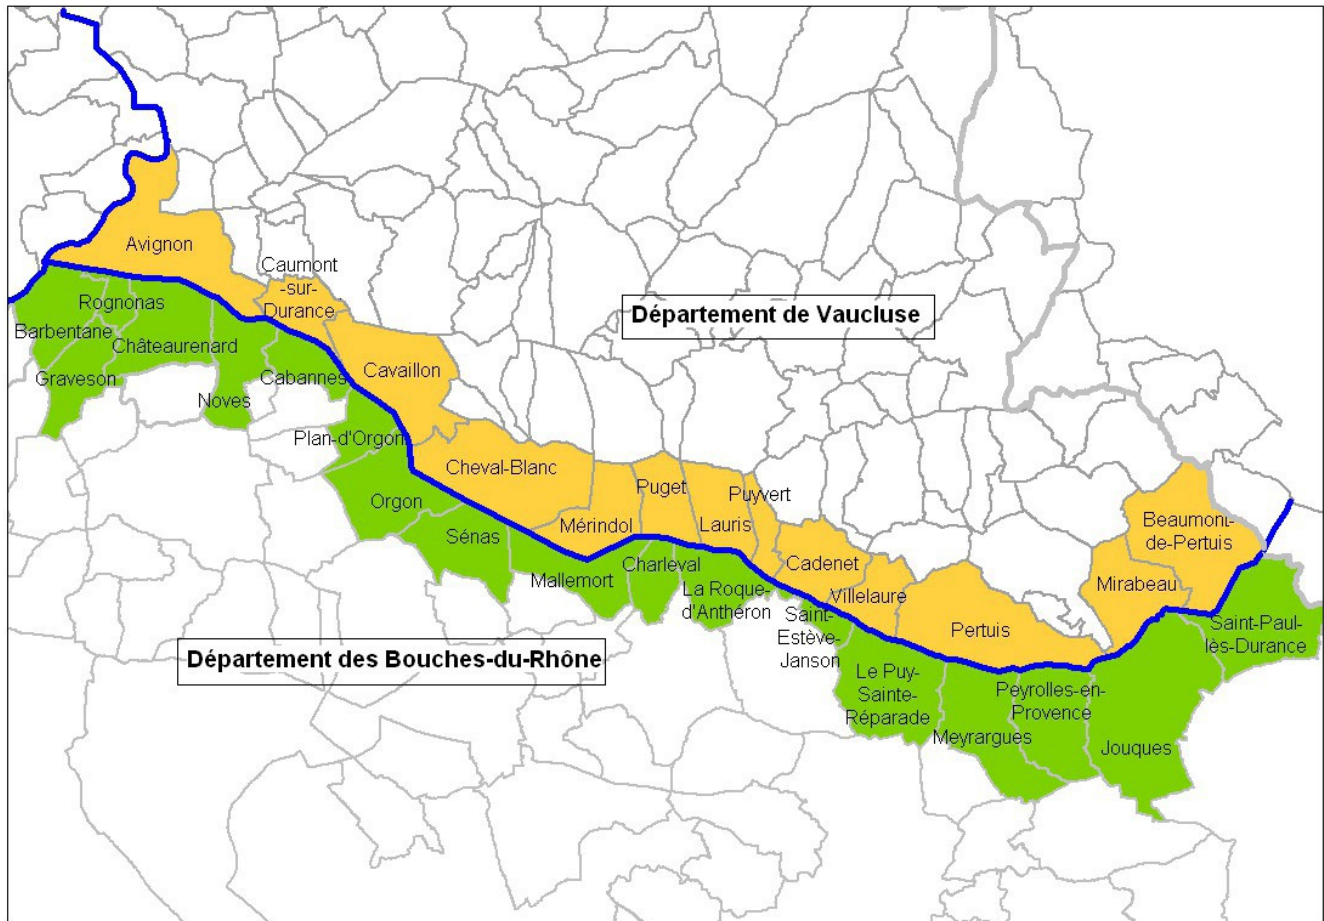 Avignon
Caumont
-sur-
Durance
Rognonas
Département de Vaucluse
Barbentane
Châteaurenard
Cavaillon
Graveson
Cabannes
Noves
Plan-d'Orgon
Cheval-Blanc
Puget
Puyvert
Orgon
Mérindol
Lauris
Beaumont-
de-Pertuis
Sénas
Cadenet
Charleval
Mallemort
Mirabeau
La Roque-
d'Anthéron
Villelaure
Saint-
Estève-
Janson
Pertuis
Saint-Paul-
lès-Durance
Département des Bouches-du-Rhône
Le Puy-
Sainte-
Réparade
Peyrolles-en-
Provence
Meyrargues
Jouques